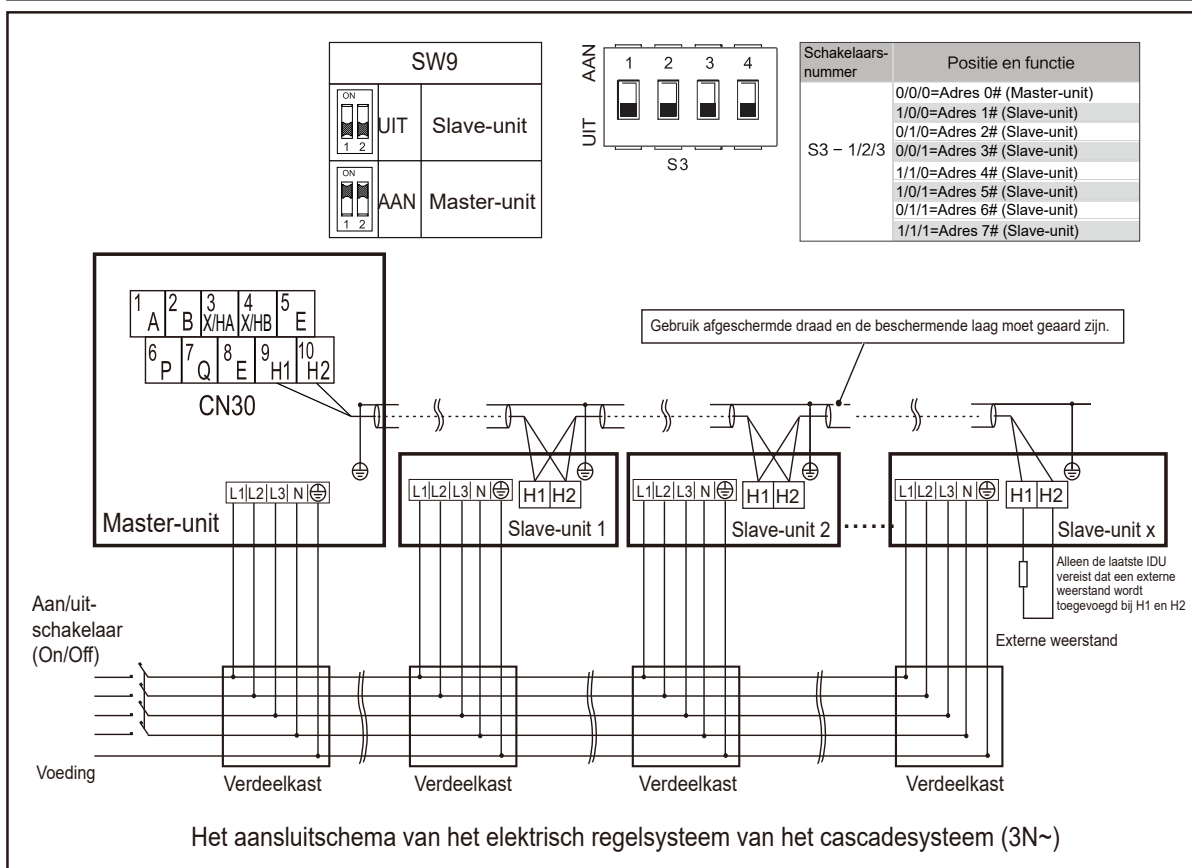 SW9
ON
1 2
UIT
Slave-unit
ON
1 2
AAN
Master-unit
AAN
UIT
1 2 3 4
S3
Schakelaars-
nummer
Positie en functie
S3 – 1/2/3
0/0/0=Adres 0# (Master-unit)
1/0/0=Adres 1# (Slave-unit)
0/1/0=Adres 2# (Slave-unit)
0/0/1=Adres 3# (Slave-unit)
1/1/0=Adres 4# (Slave-unit)
1/0/1=Adres 5# (Slave-unit)
0/1/1=Adres 6# (Slave-unit)
1/1/1=Adres 7# (Slave-unit)
1 A 2 B 3 X/HA 4 X/HB 5 E
6 P 7 Q 8 E 9 H1 10 H2
CN30
Gebruik afgeschermde draad en de beschermende laag moet geaard zijn.
L1 L2 L3 N
Master-unit
L1 L2 L3 N
H1 H2
Slave-unit 1
L1 L2 L3 N
H1 H2
Slave-unit 2
L1 L2 L3 N
H1 H2
Slave-unit x
Alleen de laatste IDU
vereist dat een externe
weerstand wordt
toegevoegd bij H1 en H2
Externe weerstand
Aan/uit-
schakelaar
(On/Off)
Voeding
Verdeelkast
Verdeelkast
Verdeelkast
Verdeelkast
Het aansluitschema van het elektrisch regelsysteem van het cascadesysteem (3N~)